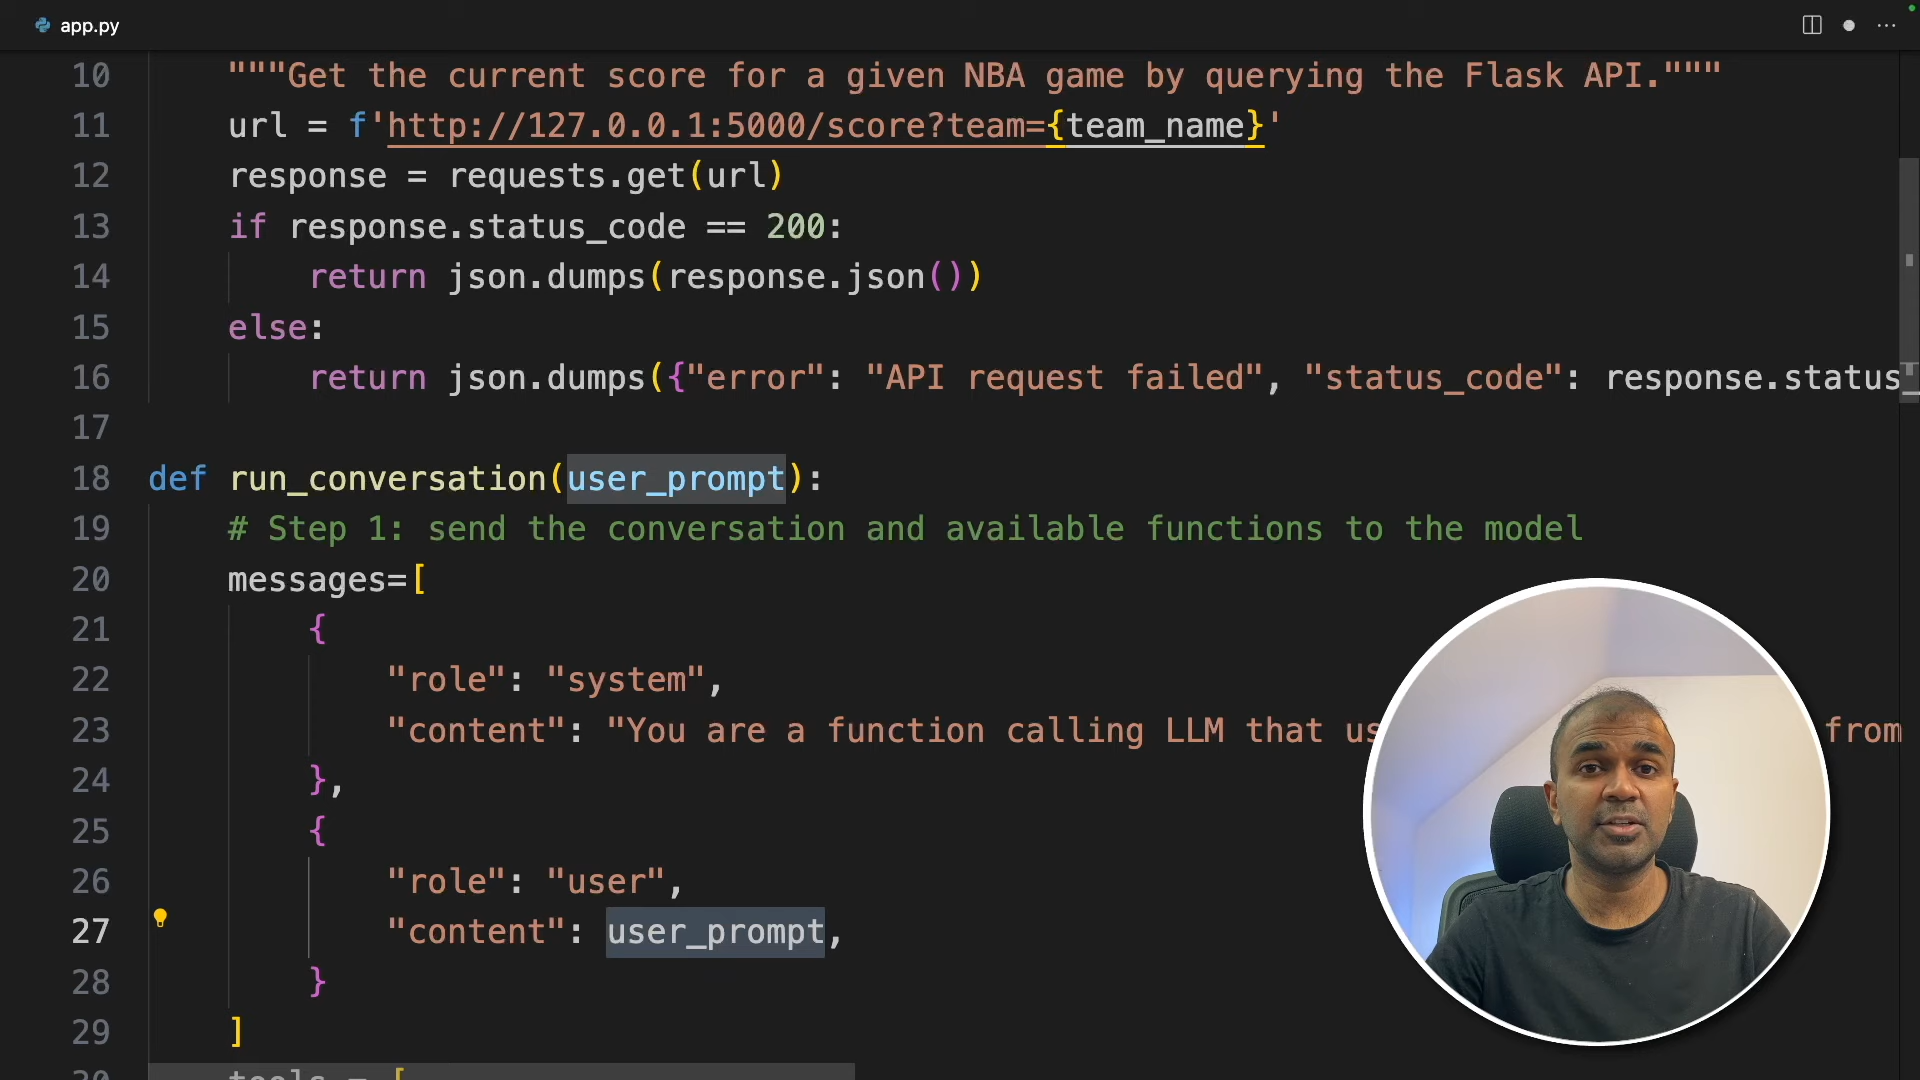 app.py
10 """Get the current score for a given NBA game by querying the Flask API."""
11 url = f'http://127.0.0.1:5000/score?team={team_name}'
12 response = requests.get(url)
13 if response.status_code == 200:
14 return json.dumps(response.json())
15 else:
16 return json.dumps({"error": "API request failed", "status_code": response.status
17
18 def run_conversation(user_prompt):
19 # Step 1: send the conversation and available functions to the model
20 messages=[
21 {
22 "role": "system",
23 "content": "You are a function calling LLM that us from
24 },
25 {
26 "role": "user",
27 "content": user_prompt,
28 }
29 ]
30 tools = [